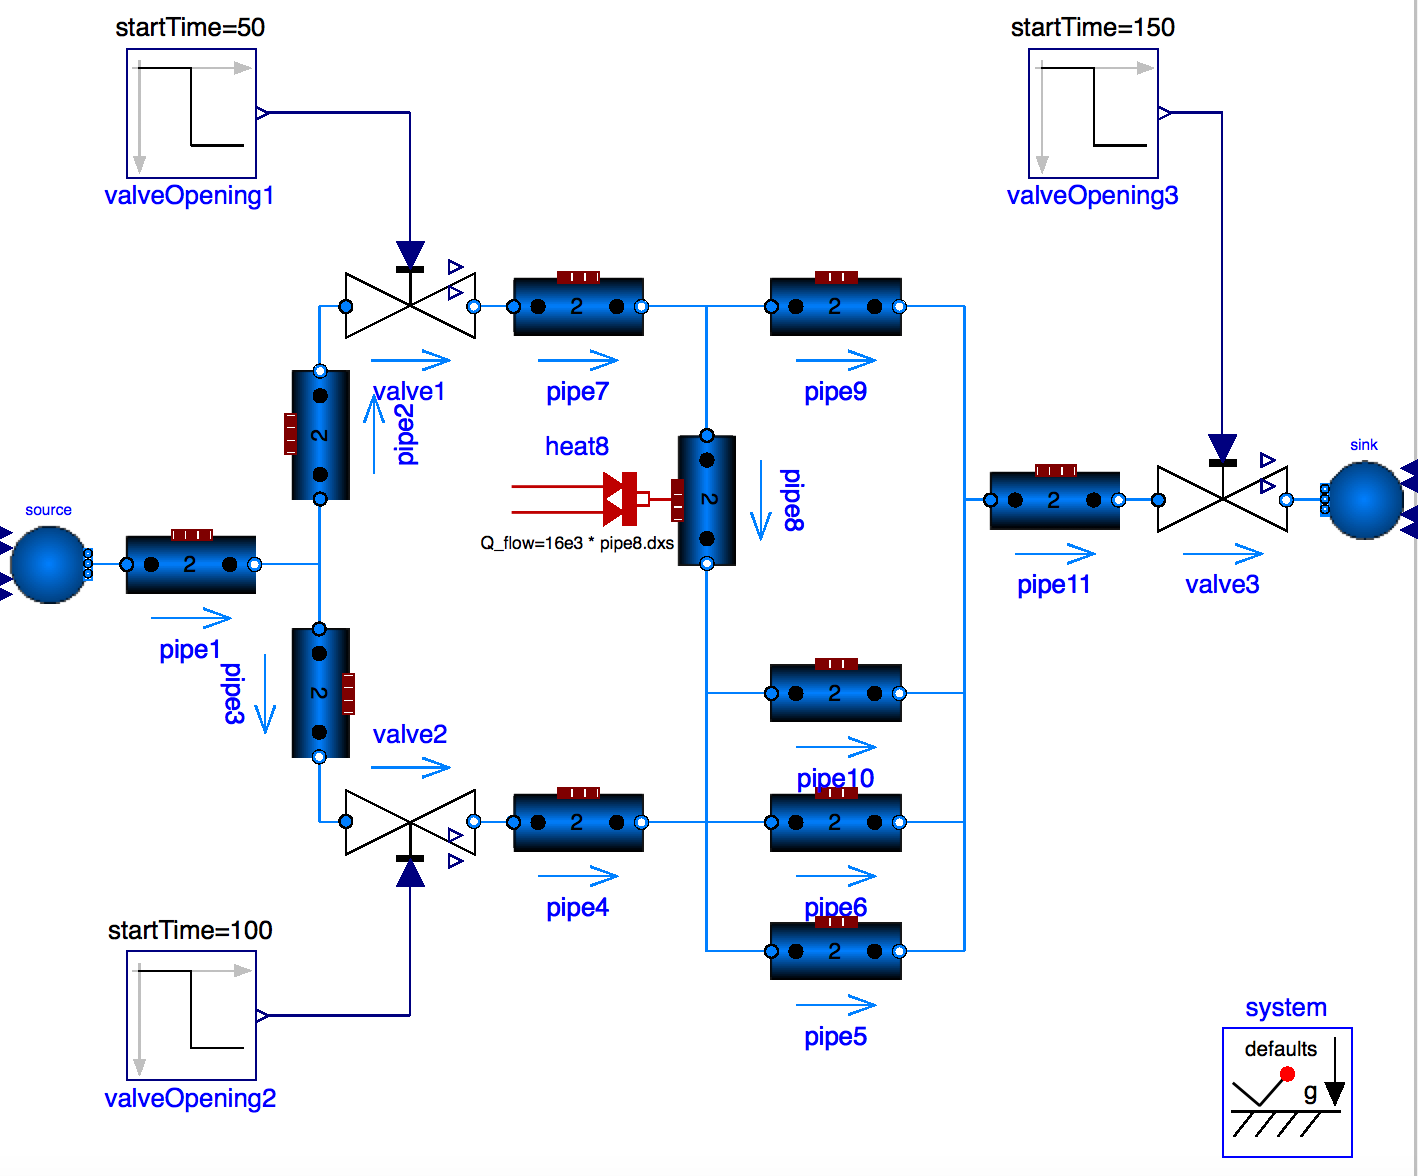 startTime=50
startTime=150
valveOpening1
valveOpening3
valve1
pipe7
pipe9
2
2
pipe2
2
heat8
Q_flow=16e3 * pipe8.dxs
2
pipe8
sink
2
pipe11
valve3
source
2
pipe1
pipe3
2
valve2
2
pipe10
2
pipe4
2
pipe6
2
pipe5
startTime=100
valveOpening2
system
defaults
g